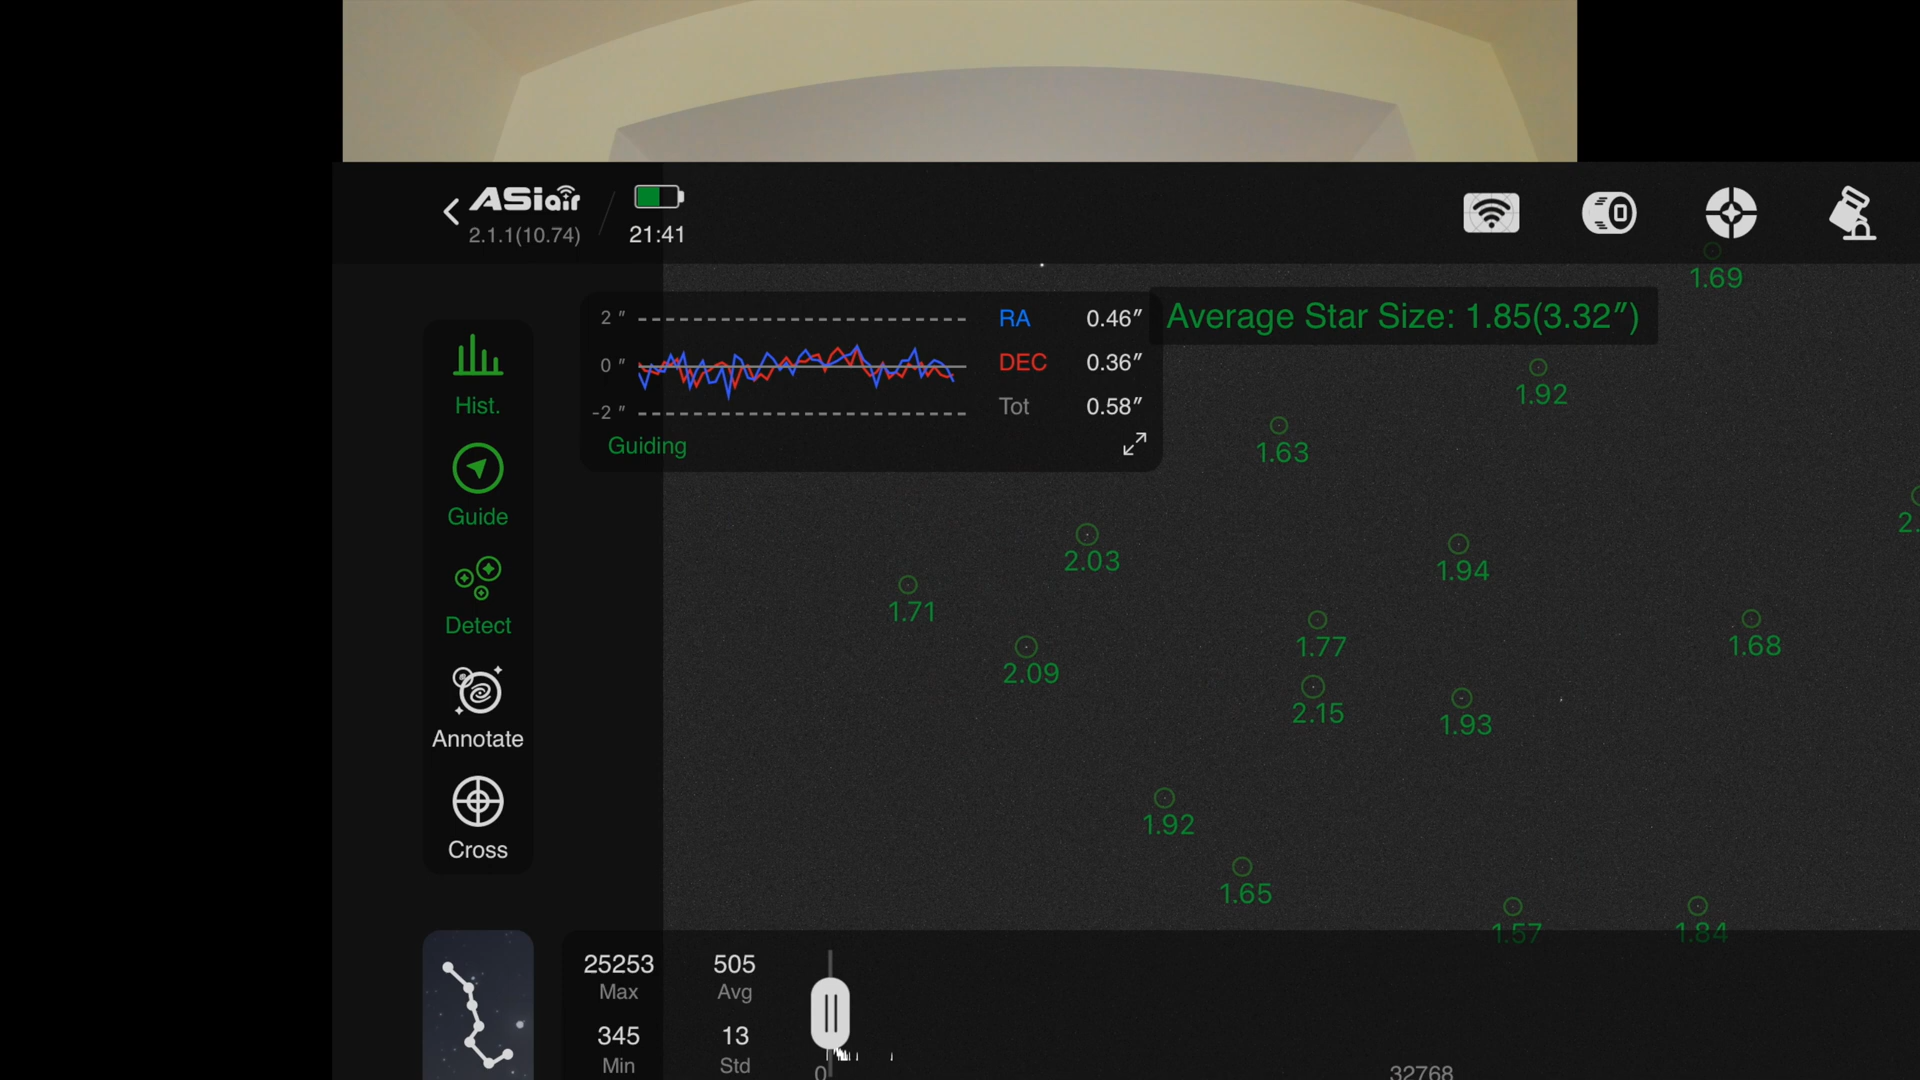 ASiair
2.1.1(10.74)
21:41
Hist.
Guide
Detect
Annotate
Cross
2 ″
0 ″
-2 ″
RA 0.46″
DEC 0.36″
Tot 0.58″
Guiding
Average Star Size: 1.85(3.32″)
1.69
1.92
1.63
2.
2.03
1.94
1.71
1.77
1.68
2.09
2.15
1.93
1.92
1.65
1.57
1.84
25253
Max
505
Avg
345
Min
13
Std
0
32768